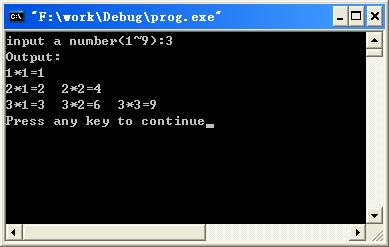 "F:\work\Debug\prog.exe"
input a number(1~9):3
Output:
1*1=1
2*1=2  2*2=4
3*1=3  3*2=6  3*3=9
Press any key to continue_